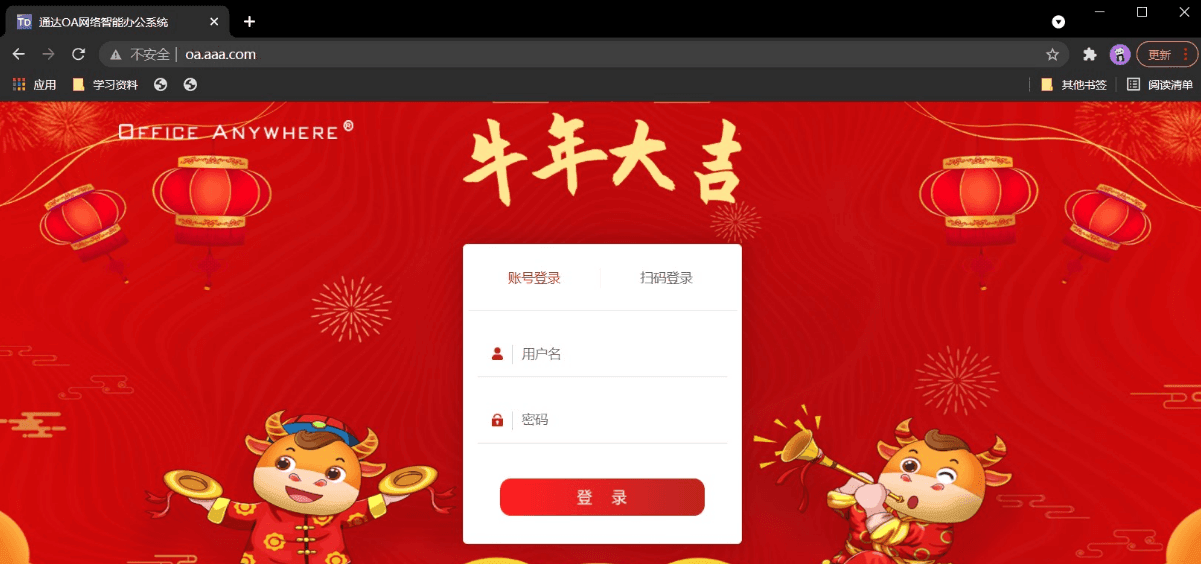 TD 通达OA网络智能办公系统
不安全 oa.aaa.com 更新
应用 学习资料 其他书签 阅读清单
OFFICE ANYWHERE®
牛年大吉
账号登录 扫码登录
用户名
密码
登 录